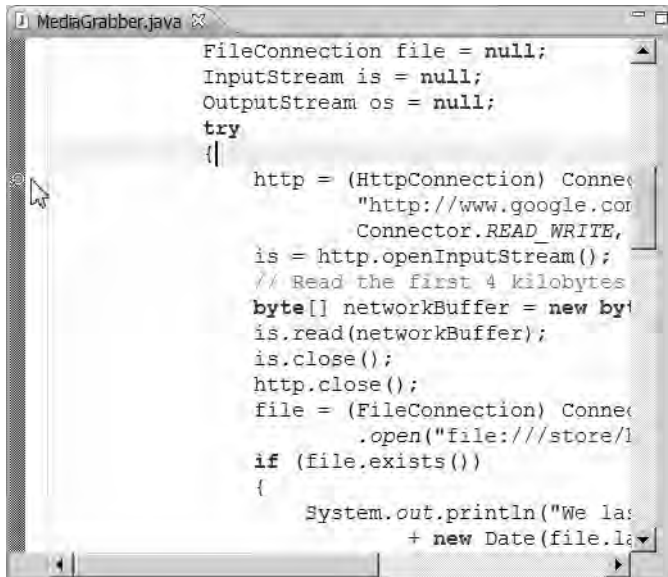 MediaGrabber.java
FileConnection file = null;
InputStream is = null;
OutputStream os = null;
try
{
http = (HttpConnection) Connec
"http://www.google.com
Connector.READ_WRITE,
is = http.openInputStream();
// Read the first 4 kilobytes
byte[] networkBuffer = new byt
is.read(networkBuffer);
is.close();
http.close();
file = (FileConnection) Connec
.open("file:///store/
if (file.exists())
{
System.out.println("We las
+ new Date(file.la